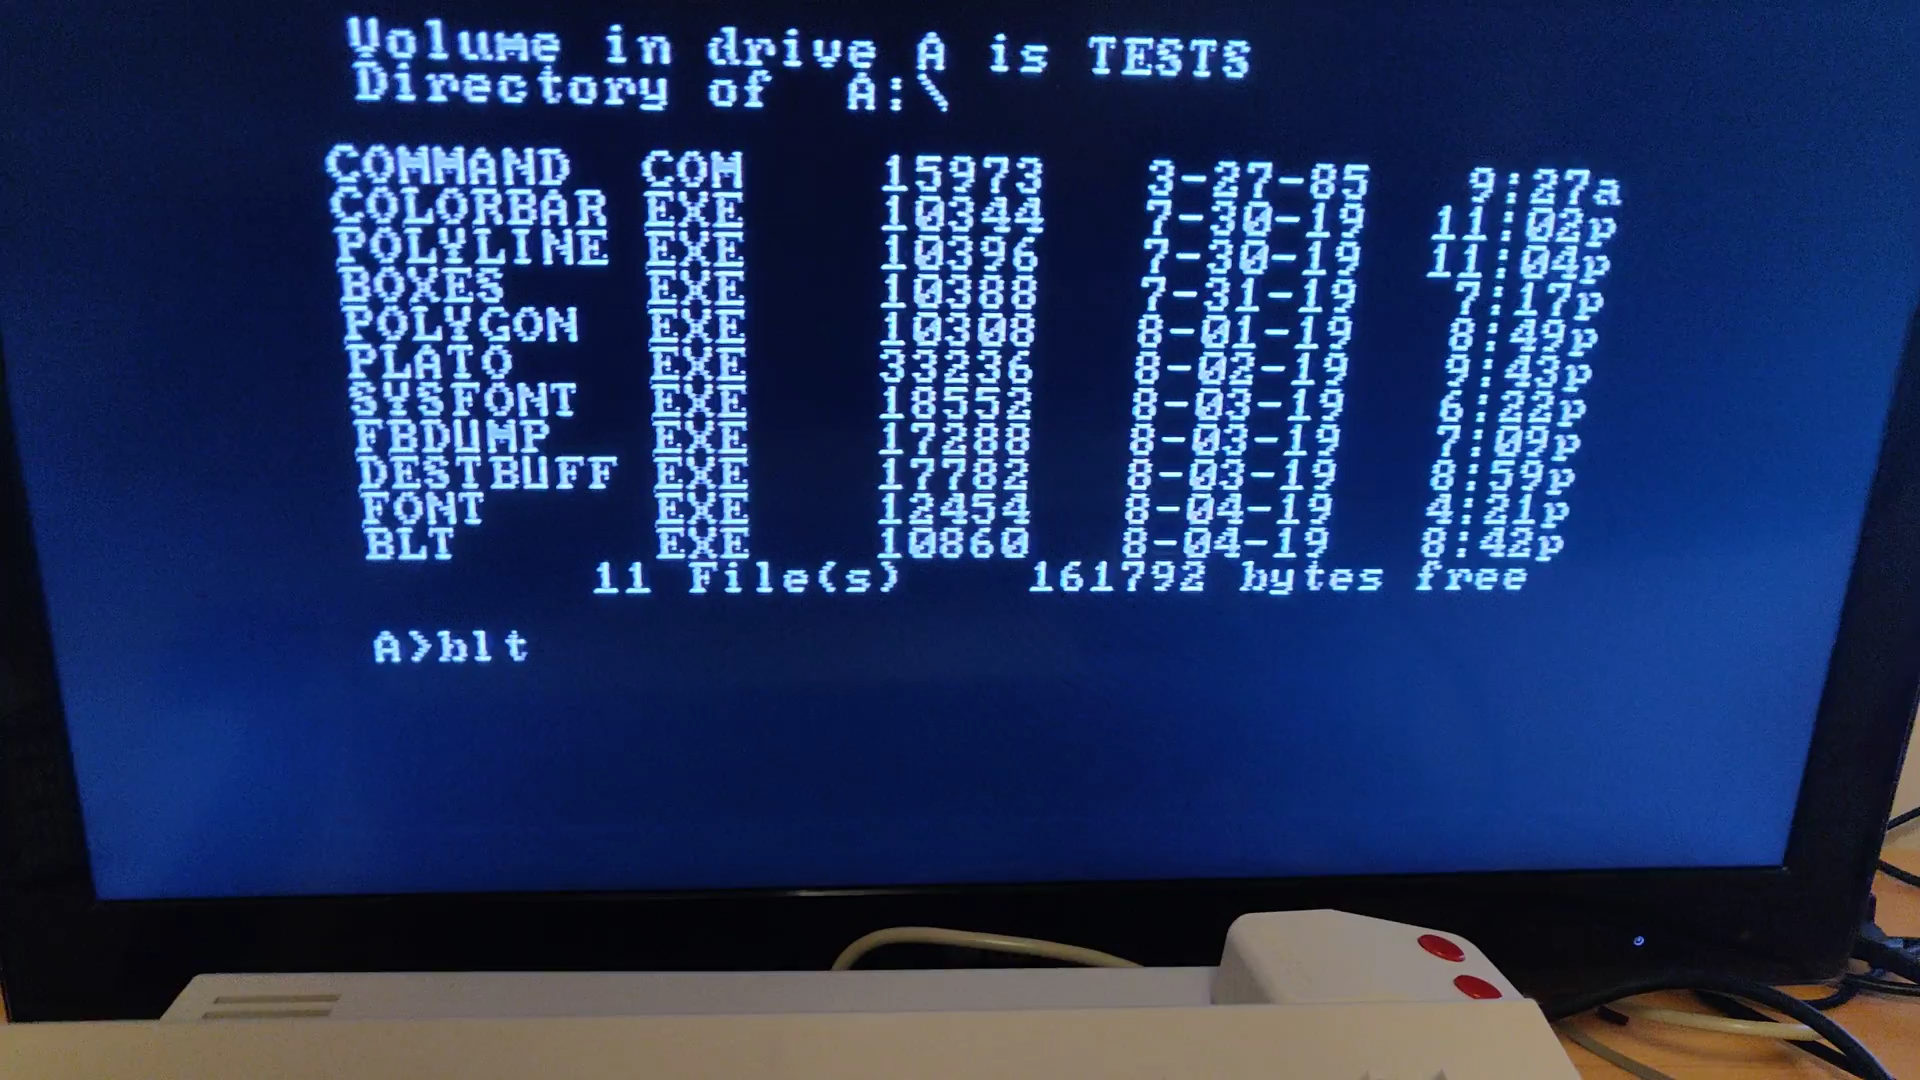 Volume in drive A is TESTS
Directory of A:\
COMMAND COM 15973 3-27-85 9:27a
COLORBAR EXE 10344 7-30-19 11:02p
POLYLINE EXE 10396 7-30-19 11:04p
BOXES EXE 10388 7-31-19 7:17p
POLYGON EXE 10308 8-01-19 8:49p
PLATO EXE 33236 8-02-19 9:43p
SYSFONT EXE 18552 8-03-19 6:22p
FBDUMP EXE 17288 8-03-19 7:09p
DESTBUFF EXE 17782 8-03-19 8:59p
FONT EXE 12454 8-04-19 4:21p
BLT EXE 10860 8-04-19 8:42p
11 File(s) 161792 bytes free
A>blt